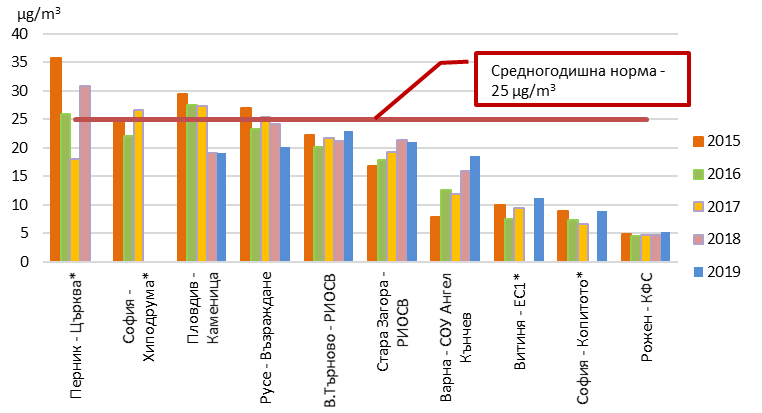 µg/m³
40
35
30
25
20
15
10
5
0
Средногодишна норма -
25 µg/m³
2015
2016
2017
2018
2019
Перник - Църква*
София -
Хиподрума*
Пловдив -
Каменица
Русе - Възраждане
В.Търново - РИОСВ
Стара Загора -
РИОСВ
Варна - СОУ Ангел
Кънчев
Витиня - ЕС1*
София - Копитото*
Рожен - КФС